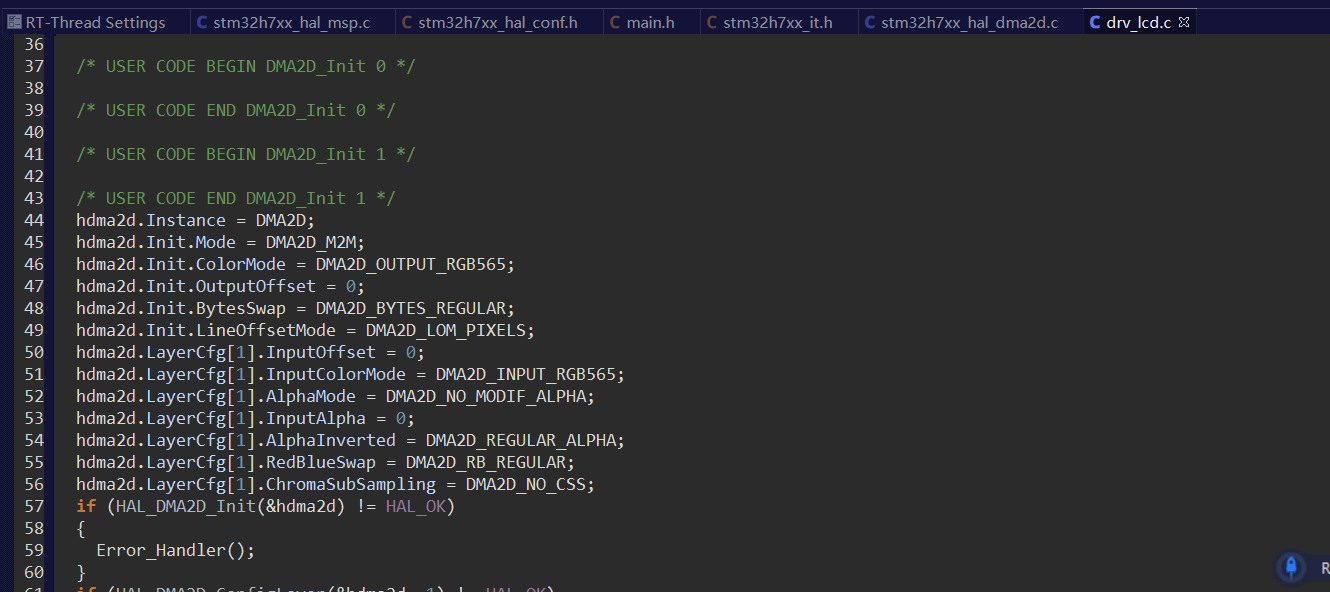 RT-Thread Settings stm32h7xx_hal_msp.c stm32h7xx_hal_conf.h main.h stm32h7xx_it.h stm32h7xx_hal_dma2d.c drv_lcd.c
36
37 /* USER CODE BEGIN DMA2D_Init 0 */
38
39 /* USER CODE END DMA2D_Init 0 */
40
41 /* USER CODE BEGIN DMA2D_Init 1 */
42
43 /* USER CODE END DMA2D_Init 1 */
44 hdma2d.Instance = DMA2D;
45 hdma2d.Init.Mode = DMA2D_M2M;
46 hdma2d.Init.ColorMode = DMA2D_OUTPUT_RGB565;
47 hdma2d.Init.OutputOffset = 0;
48 hdma2d.Init.BytesSwap = DMA2D_BYTES_REGULAR;
49 hdma2d.Init.LineOffsetMode = DMA2D_LOM_PIXELS;
50 hdma2d.LayerCfg[1].InputOffset = 0;
51 hdma2d.LayerCfg[1].InputColorMode = DMA2D_INPUT_RGB565;
52 hdma2d.LayerCfg[1].AlphaMode = DMA2D_NO_MODIF_ALPHA;
53 hdma2d.LayerCfg[1].InputAlpha = 0;
54 hdma2d.LayerCfg[1].AlphaInverted = DMA2D_REGULAR_ALPHA;
55 hdma2d.LayerCfg[1].RedBlueSwap = DMA2D_RB_REGULAR;
56 hdma2d.LayerCfg[1].ChromaSubSampling = DMA2D_NO_CSS;
57 if (HAL_DMA2D_Init(&hdma2d) != HAL_OK)
58 {
59 Error_Handler();
60 }
61 if (HAL_DMA2D_ConfigLayer(&hdma2d, 1) != HAL_OK)
R